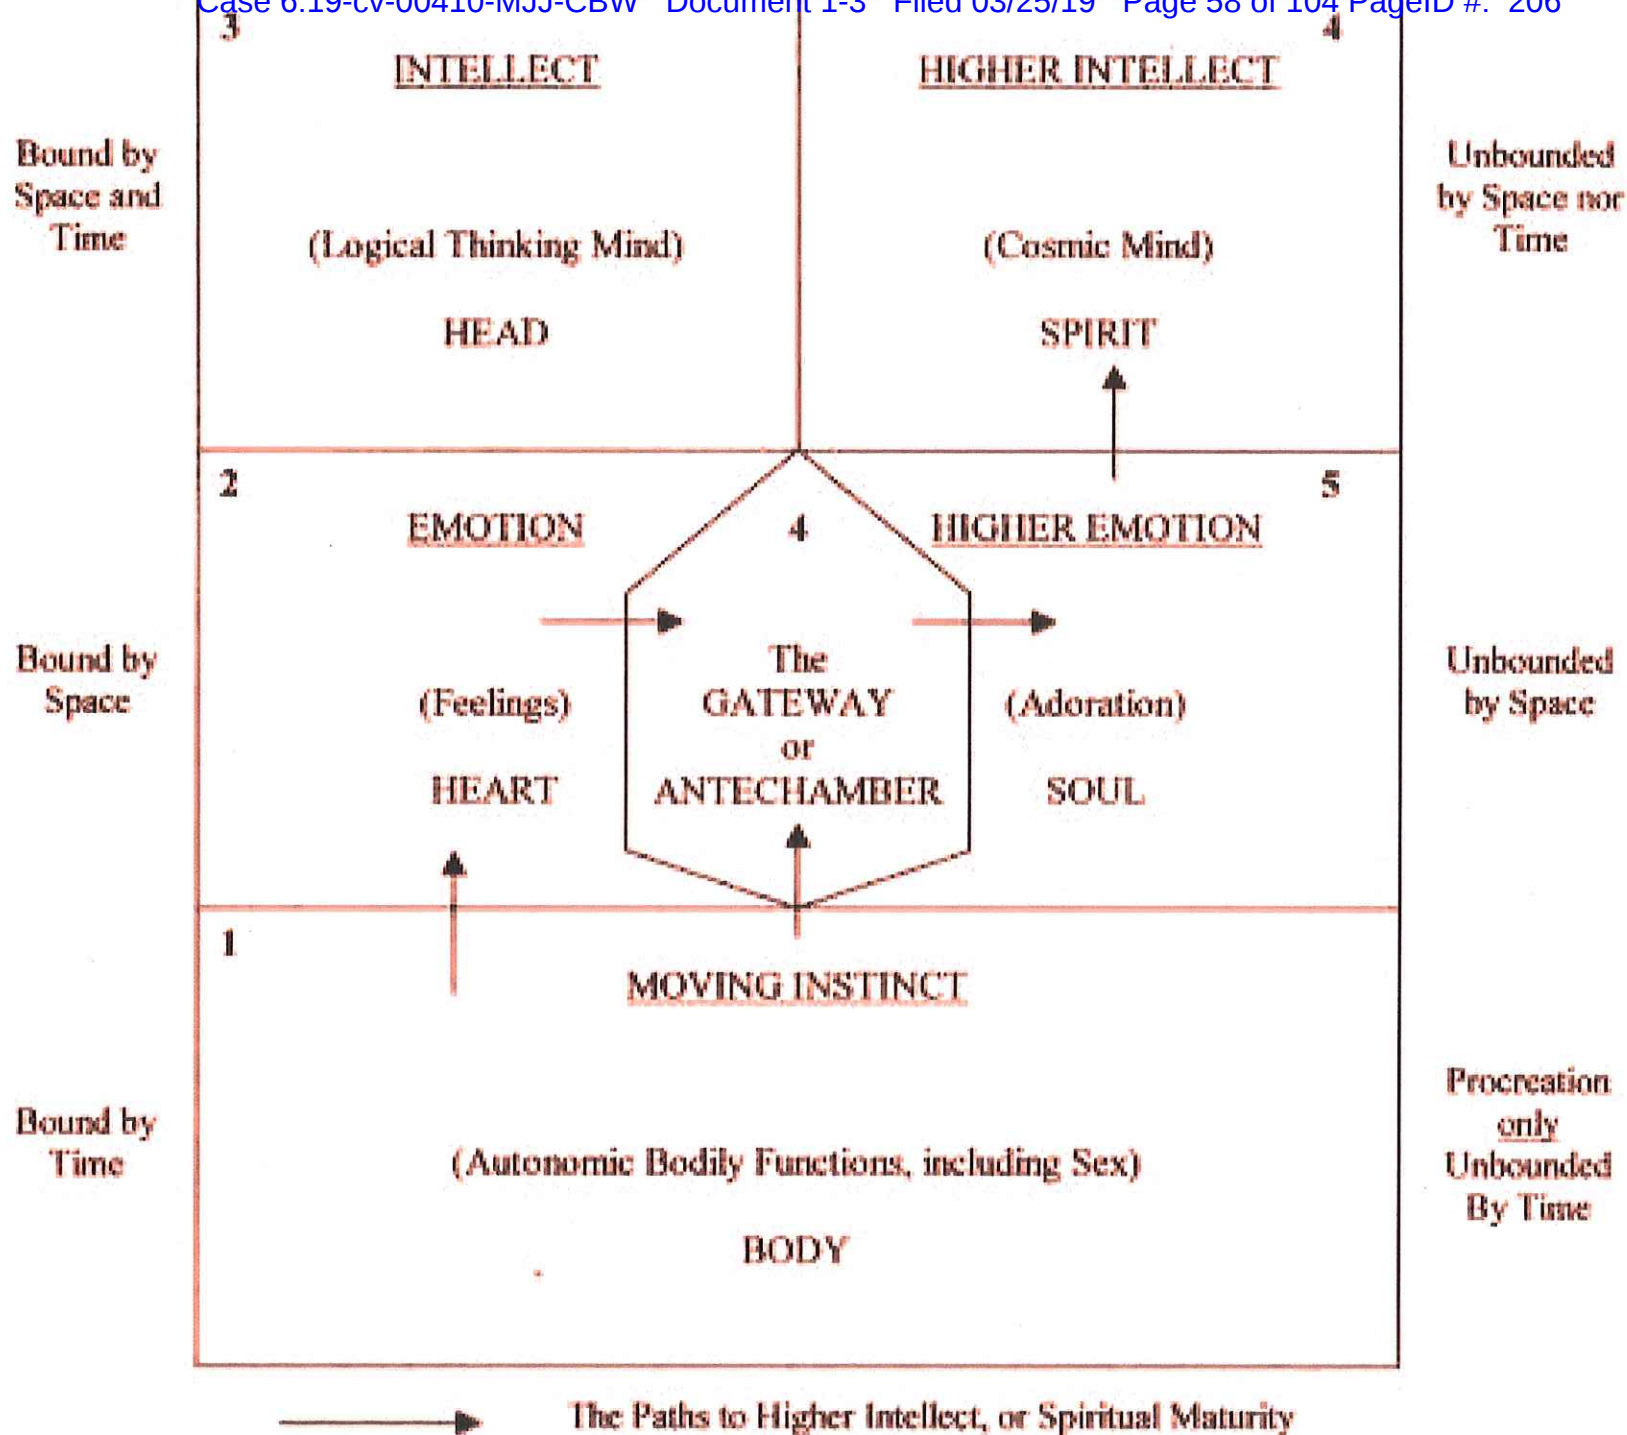 Case 6:19-cv-00410-MJJ-CBW Document 1-3 Filed 03/25/19 Page 58 of 104 PageID #: 206
3
INTELLECT
4
HIGHER INTELLECT
Bound by
Space and
Time
(Logical Thinking Mind)
HEAD
(Cosmic Mind)
SPIRIT
Unbounded
by Space nor
Time
2
EMOTION
4
HIGHER EMOTION
5
Bound by
Space
(Feelings)
HEART
The
GATEWAY
or
ANTECHAMBER
(Adoration)
SOUL
Unbounded
by Space
1
MOVING INSTINCT
Bound by
Time
(Autonomic Bodily Functions, including Sex)
BODY
Procreation
only
Unbounded
By Time
The Paths to Higher Intellect, or Spiritual Maturity